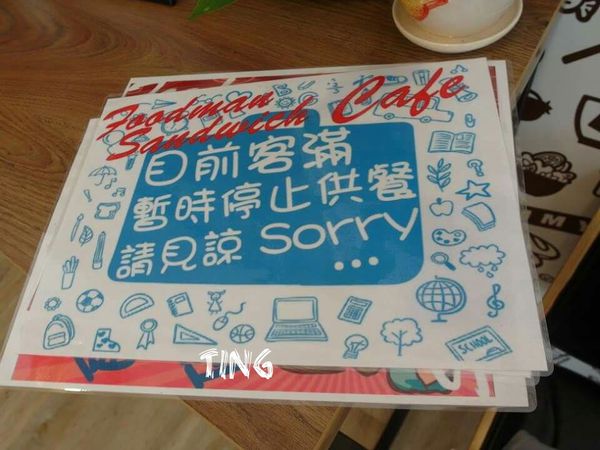 Foodman
Sandwich Cafe
目前客滿
暫時停止供餐
請見諒 sorry
...
SCHOOL
TING